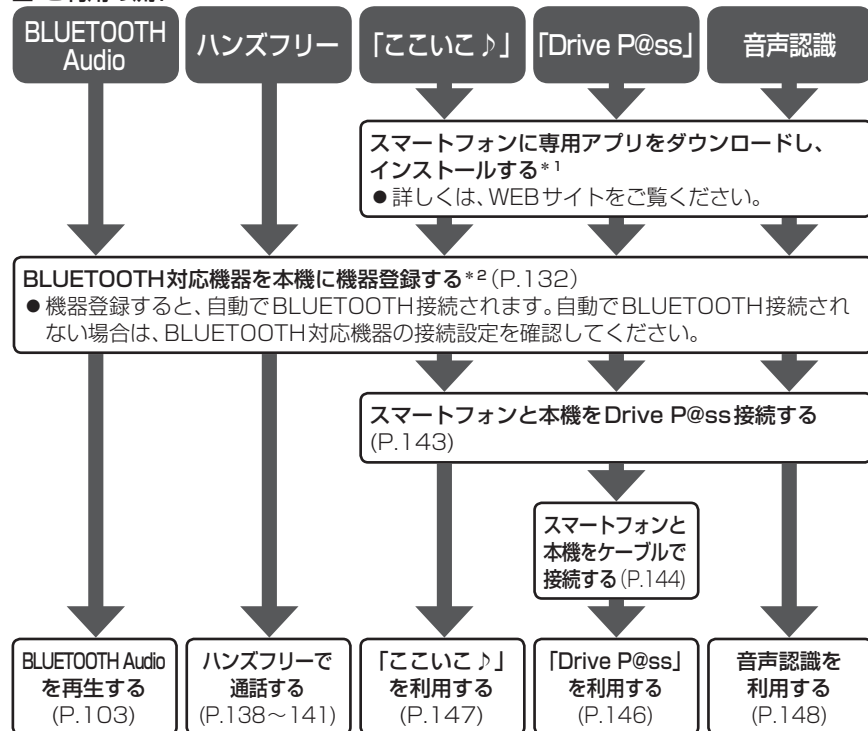 BLUETOOTH
Audio
ハンズフリー
「ここいこ♪」
「Drive P@ss」
音声認識
スマートフォンに専用アプリをダウンロードし、
インストールする*1
●詳しくは、WEBサイトをご覧ください。
BLUETOOTH対応機器を本機に機器登録する*2(P.132)
●機器登録すると、自動でBLUETOOTH接続されます。自動でBLUETOOTH接続され
ない場合は、BLUETOOTH対応機器の接続設定を確認してください。
スマートフォンと本機をDrive P@ss接続する
(P.143)
スマートフォンと
本機をケーブルで
接続する(P.144)
BLUETOOTH Audio
を再生する
(P.103)
ハンズフリーで
通話する
(P.138～141)
「ここいこ♪」
を利用する
(P.147)
「Drive P@ss」
を利用する
(P.146)
音声認識を
利用する
(P.148)